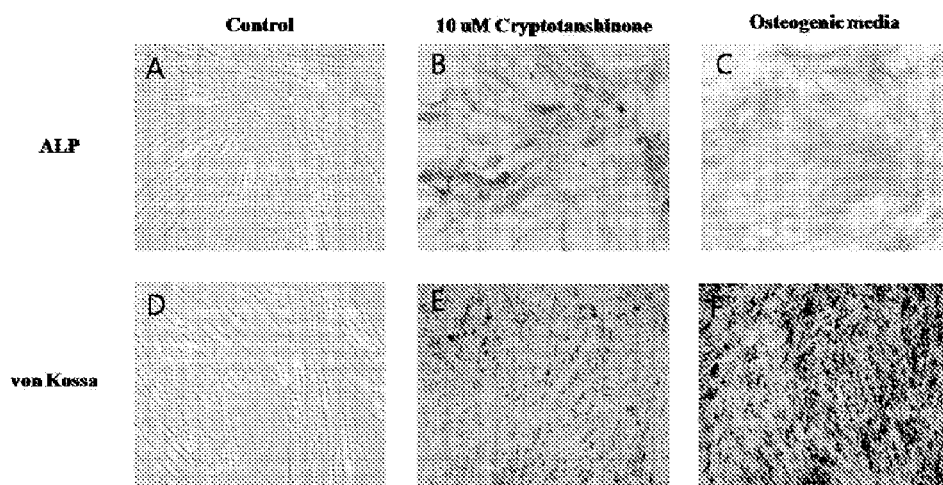 Control 10 uM Cryptotanshinone Osteogenic media
A B C
ALP
D E F
von Kossa